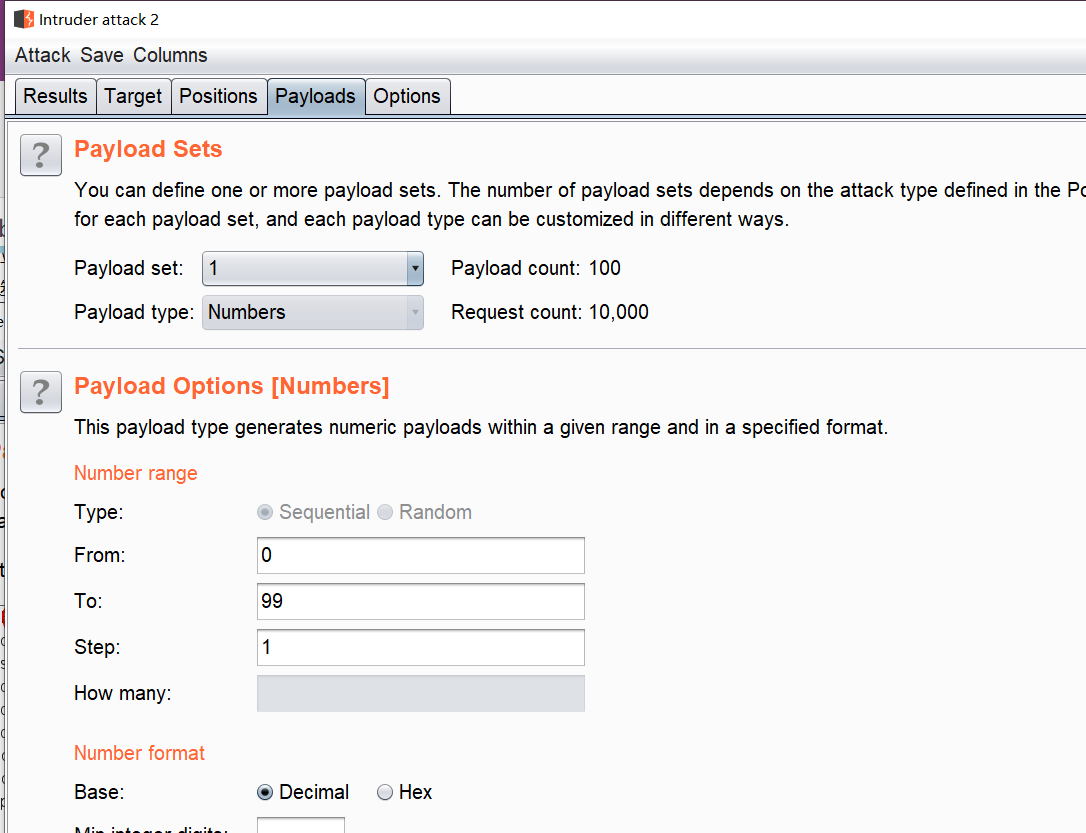 Intruder attack 2
Attack Save Columns
Results Target Positions Payloads Options
? Payload Sets
You can define one or more payload sets. The number of payload sets depends on the attack type defined in the Po
for each payload set, and each payload type can be customized in different ways.
Payload set: 1 Payload count: 100
Payload type: Numbers Request count: 10,000
? Payload Options [Numbers]
This payload type generates numeric payloads within a given range and in a specified format.
Number range
Type: Sequential Random
From: 0
To: 99
Step: 1
How many:
Number format
Base: Decimal Hex
Min integer digits: